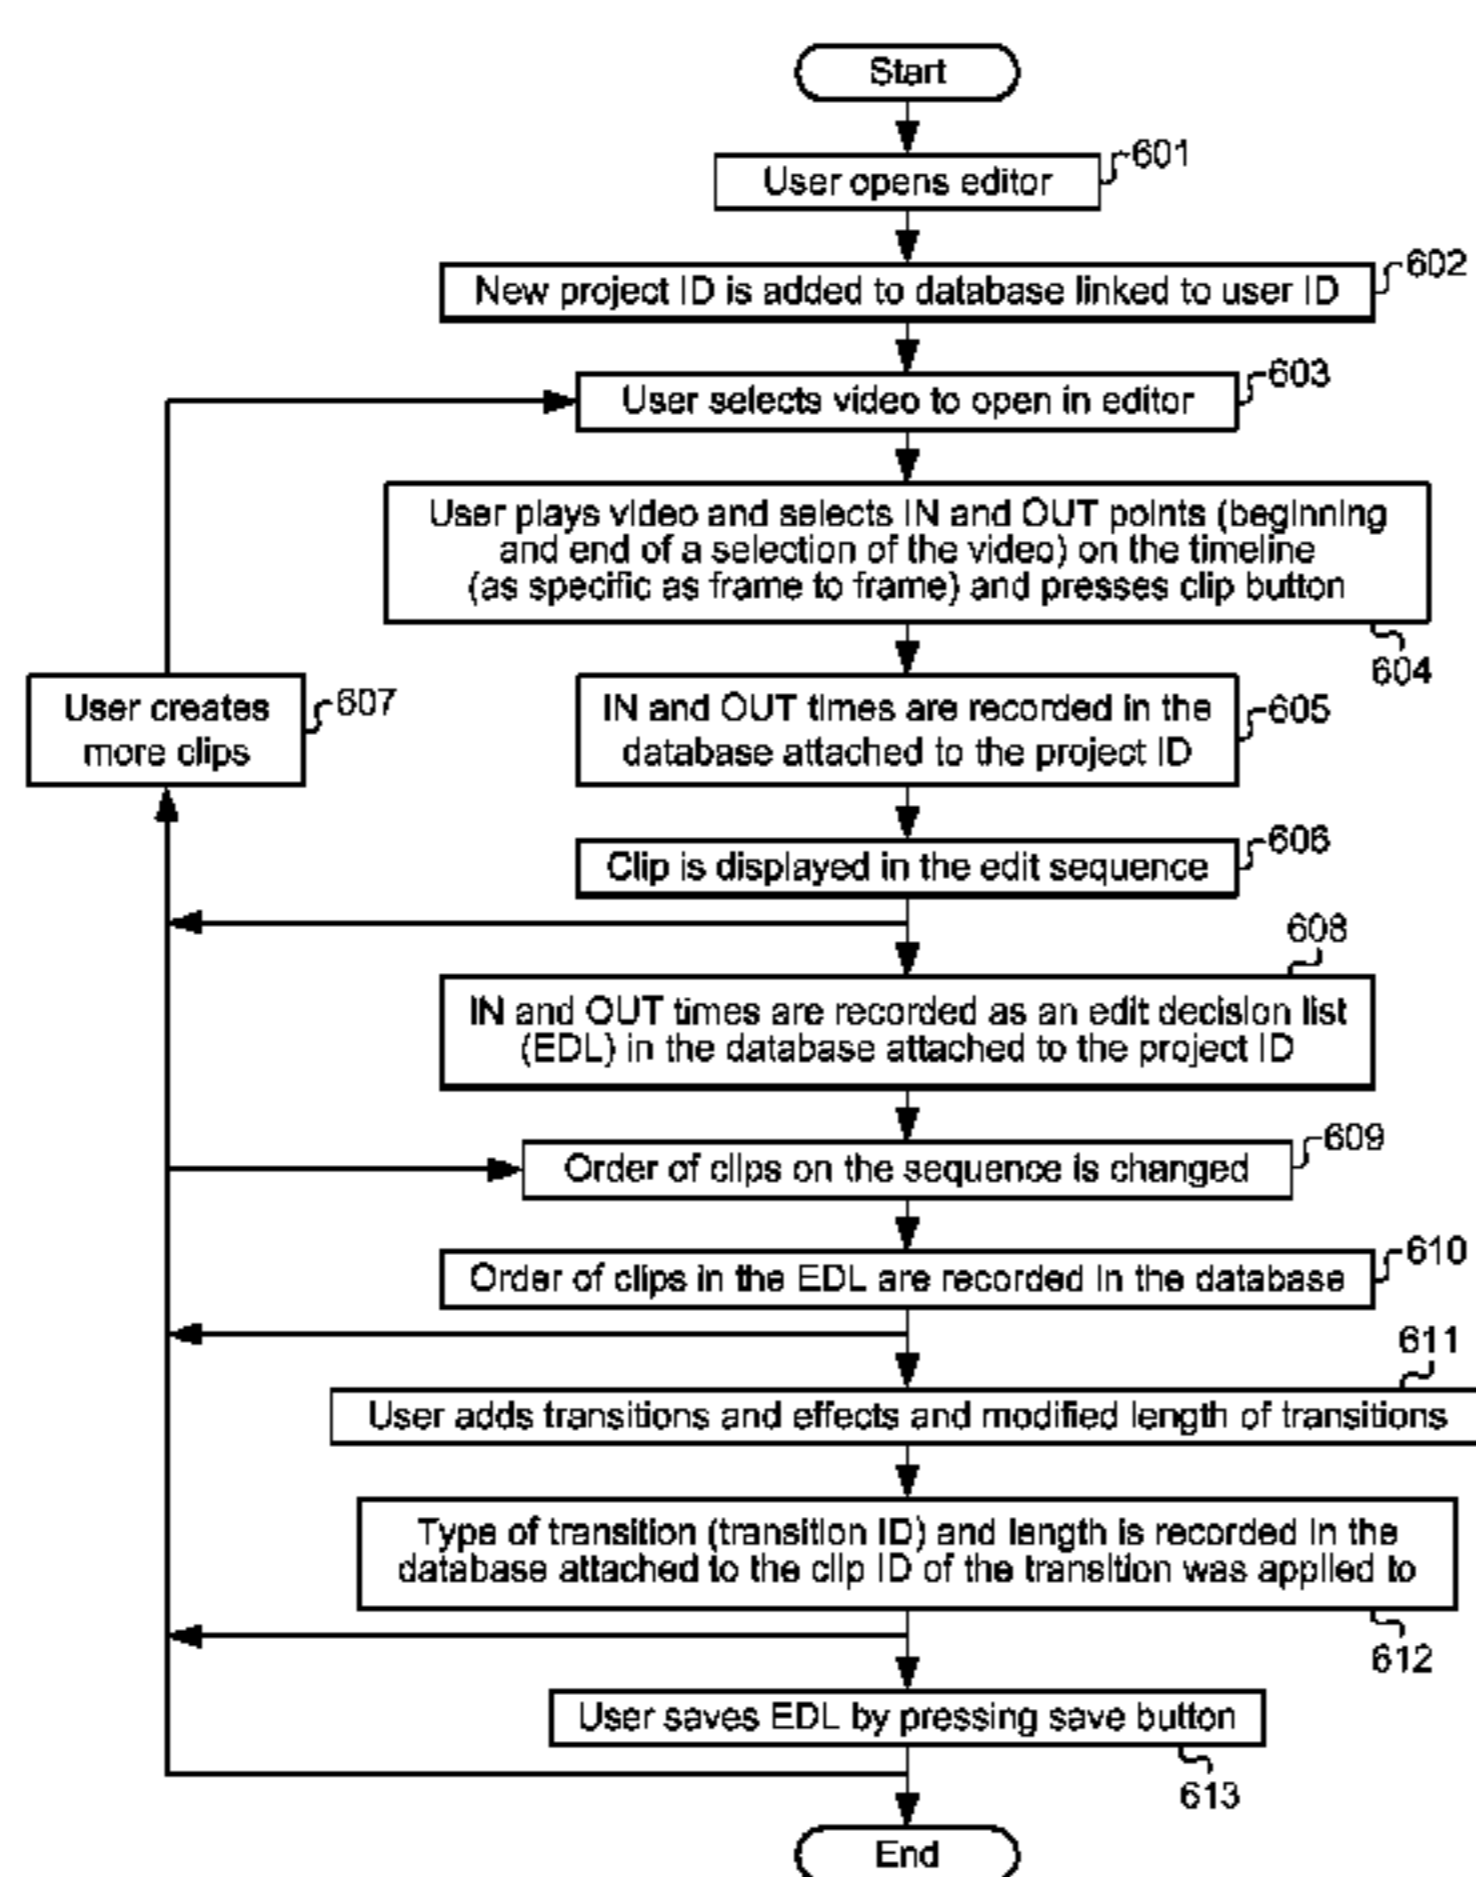 Start
User opens editor
601
New project ID is added to database linked to user ID
602
User selects video to open in editor
603
User plays video and selects IN and OUT points (beginning
and end of a selection of the video) on the timeline
(as specific as frame to frame) and presses clip button
604
User creates
more clips
607
IN and OUT times are recorded in the
database attached to the project ID
605
Clip is displayed in the edit sequence
606
608
IN and OUT times are recorded as an edit decision list
(EDL) in the database attached to the project ID
Order of clips on the sequence is changed
609
Order of clips in the EDL are recorded in the database
610
611
User adds transitions and effects and modified length of transitions
Type of transition (transition ID) and length is recorded in the
database attached to the clip ID of the transition was applied to
612
User saves EDL by pressing save button
613
End